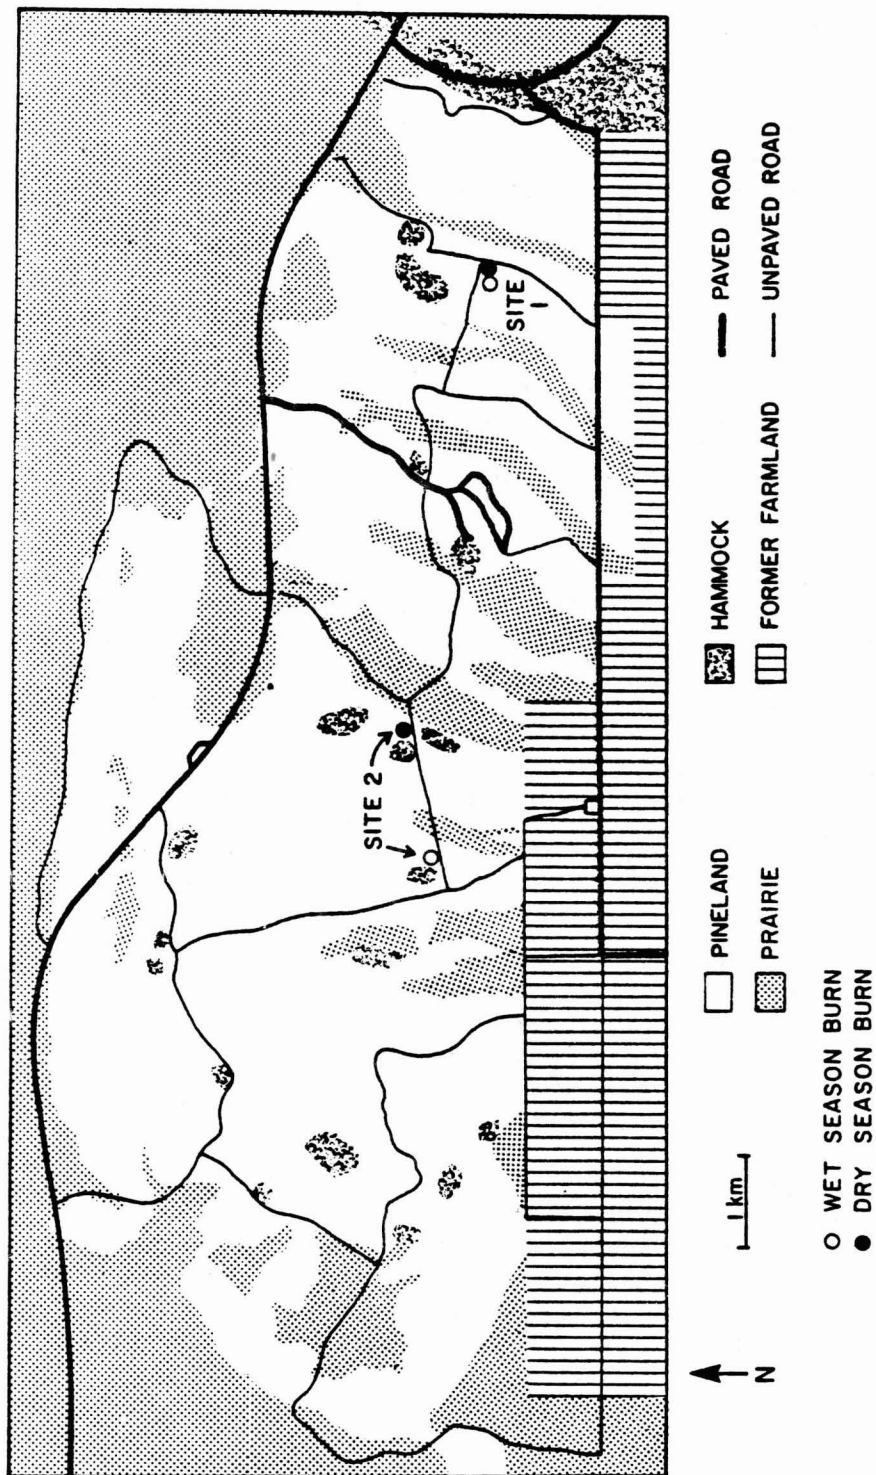 SITE 2
SITE
1
N
1 km
PINELAND
PRAIRIE
HAMMOCK
FORMER FARMLAND
PAVED ROAD
UNPAVED ROAD
WET SEASON BURN
DRY SEASON BURN